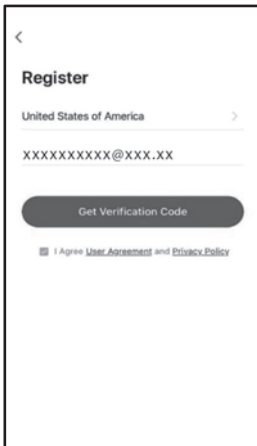 Register
United States of America
XXXXXXXXXX@XXX.XX
Get Verification Code
I Agree User Agreement and Privacy Policy